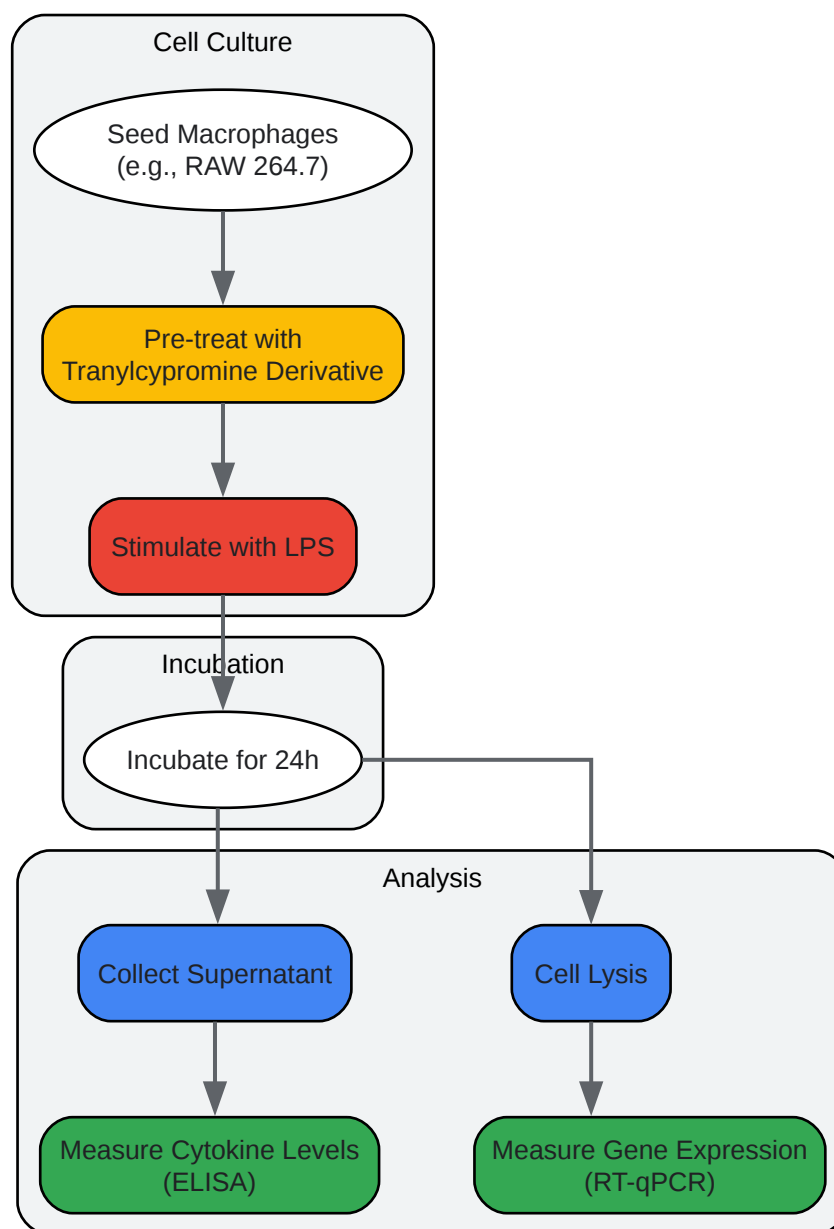 Cell Culture
Seed Macrophages
(e.g., RAW 264.7)
Pre-treat with
Tranylcypromine Derivative
Stimulate with LPS
Incubation
Incubate for 24h
Analysis
Collect Supernatant
Cell Lysis
Measure Cytokine Levels
(ELISA)
Measure Gene Expression
(RT-qPCR)